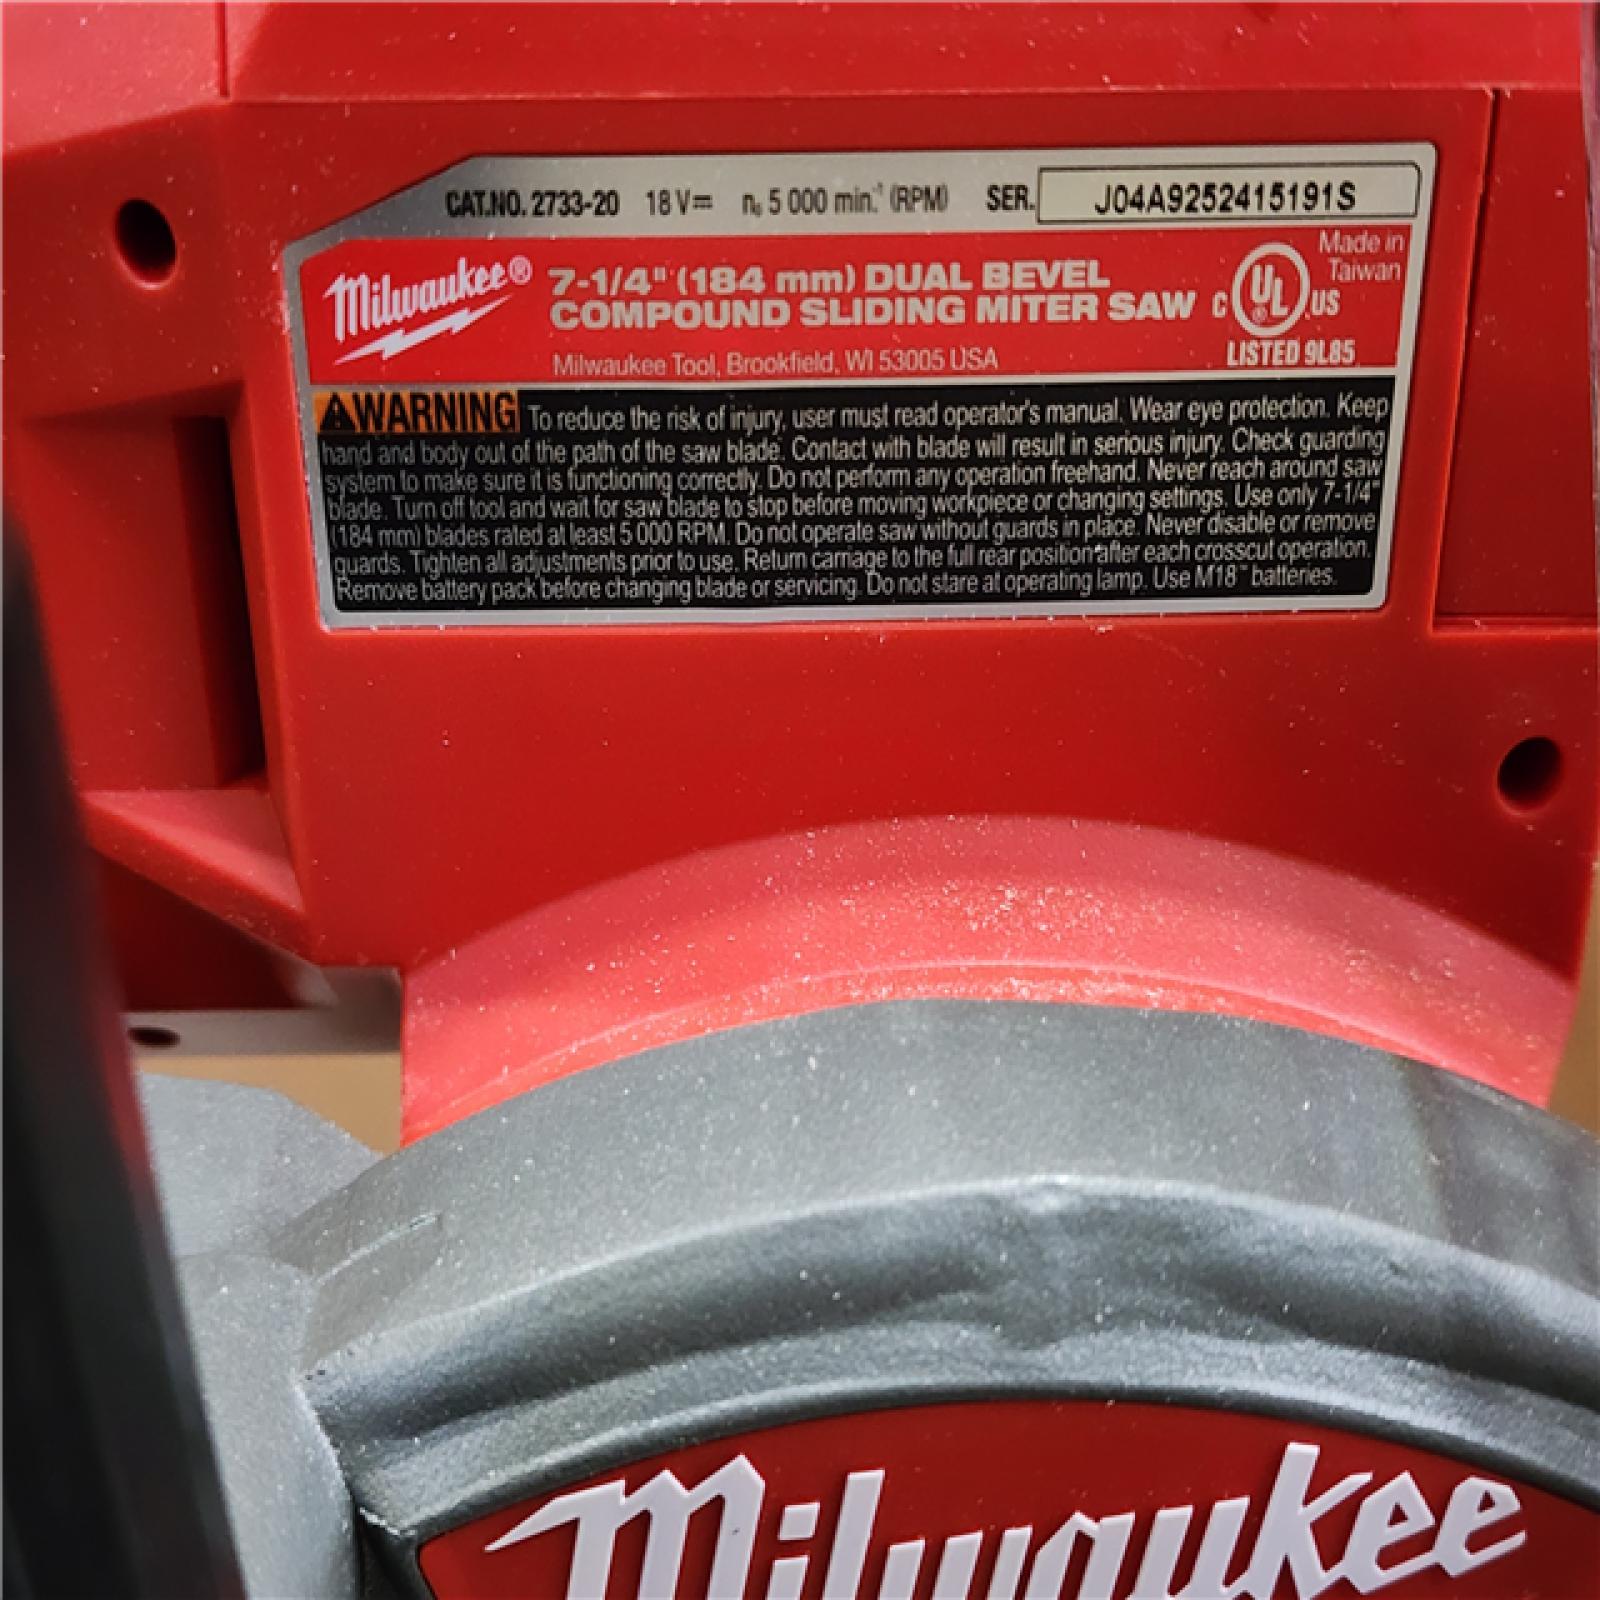 CAT.NO. 2733-20 18 V⎓ n₀ 5 000 min.⁻¹ (RPM) SER. J04A9252415191S
Milwaukee® 7-1/4" (184 mm) DUAL BEVEL
COMPOUND SLIDING MITER SAW
Milwaukee Tool, Brookfield, WI 53005 USA
C UL® US
LISTED 9L85
Made in
Taiwan
⚠WARNING To reduce the risk of injury, user must read operator's manual. Wear eye protection. Keep
hand and body out of the path of the saw blade. Contact with blade will result in serious injury. Check guarding
system to make sure it is functioning correctly. Do not perform any operation freehand. Never reach around saw
blade. Turn off tool and wait for saw blade to stop before moving workpiece or changing settings. Use only 7-1/4"
(184 mm) blades rated at least 5 000 RPM. Do not operate saw without guards in place. Never disable or remove
guards. Tighten all adjustments prior to use. Return carriage to the full rear position after each crosscut operation.
Remove battery pack before changing blade or servicing. Do not stare at operating lamp. Use M18™ batteries.
Milwaukee